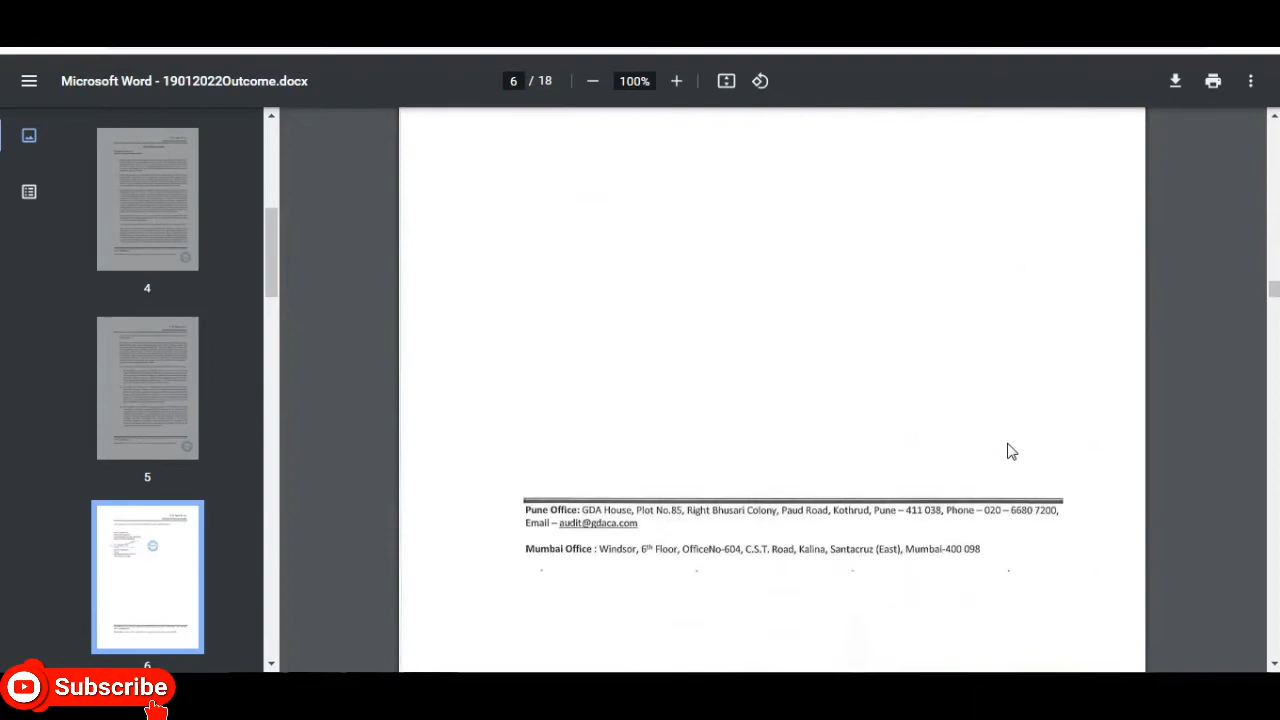 Microsoft Word - 19012022Outcome.docx
6 / 18
100%
4
5
6
Pune Office: GDA House, Plot No.85, Right Bhusari Colony, Paud Road, Kothrud, Pune – 411 038, Phone – 020 – 6680 7200,
Email – audit@gdaca.com
Mumbai Office : Windsor, 6th Floor, OfficeNo-604, C.S.T. Road, Kalina, Santacruz (East), Mumbai-400 098
Subscribe